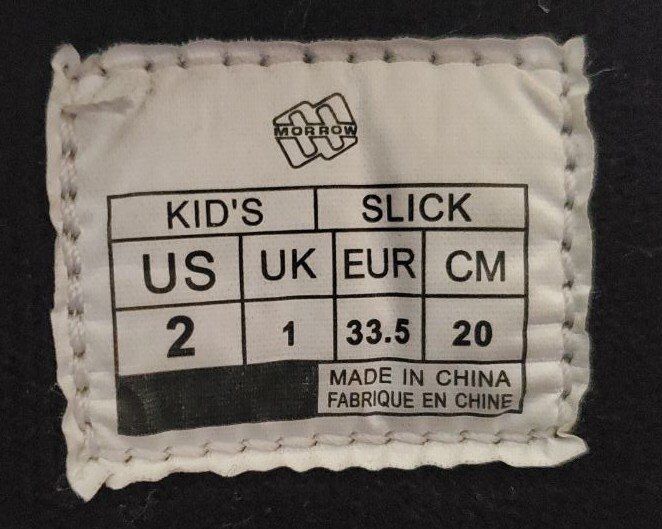 MORROW
KID'S SLICK
US UK EUR CM
2 1 33.5 20
MADE IN CHINA
FABRIQUE EN CHINE